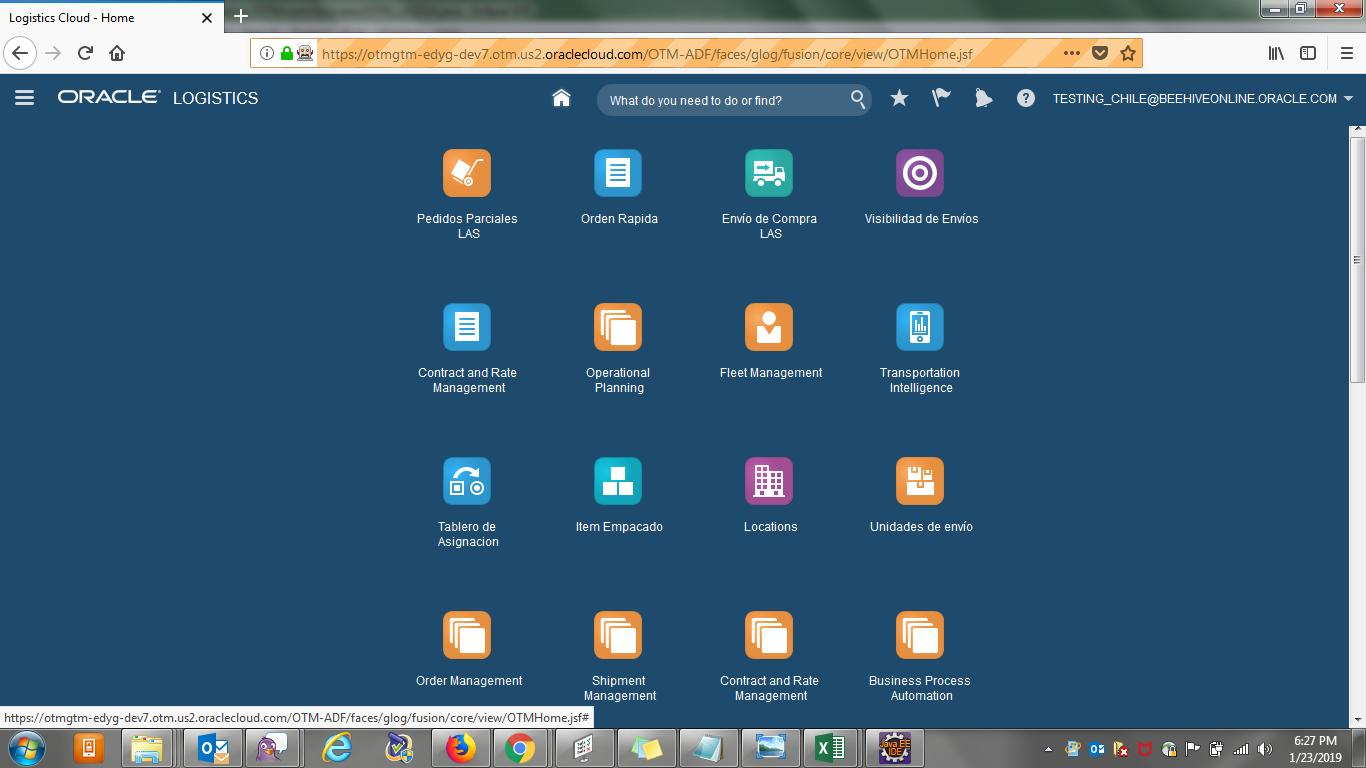 Logistics Cloud - Home
https://otmgtm-edyg-dev7.otm.us2.oraclecloud.com/OTM-ADF/faces/glog/fusion/core/view/OTMHome.jsf
ORACLE LOGISTICS
What do you need to do or find?
TESTING_CHILE@BEEHIVEONLINE.ORACLE.COM
Pedidos Parciales
LAS
Orden Rapida
Envío de Compra
LAS
Visibilidad de Envíos
Contract and Rate
Management
Operational
Planning
Fleet Management
Transportation
Intelligence
Tablero de
Asignacion
Item Empacado
Locations
Unidades de envío
Order Management
Shipment
Management
Contract and Rate
Management
Business Process
Automation
https://otmgtm-edyg-dev7.otm.us2.oraclecloud.com/OTM-ADF/faces/glog/fusion/core/view/OTMHome.jsf#
Java EE
IDE
6:27 PM
1/23/2019